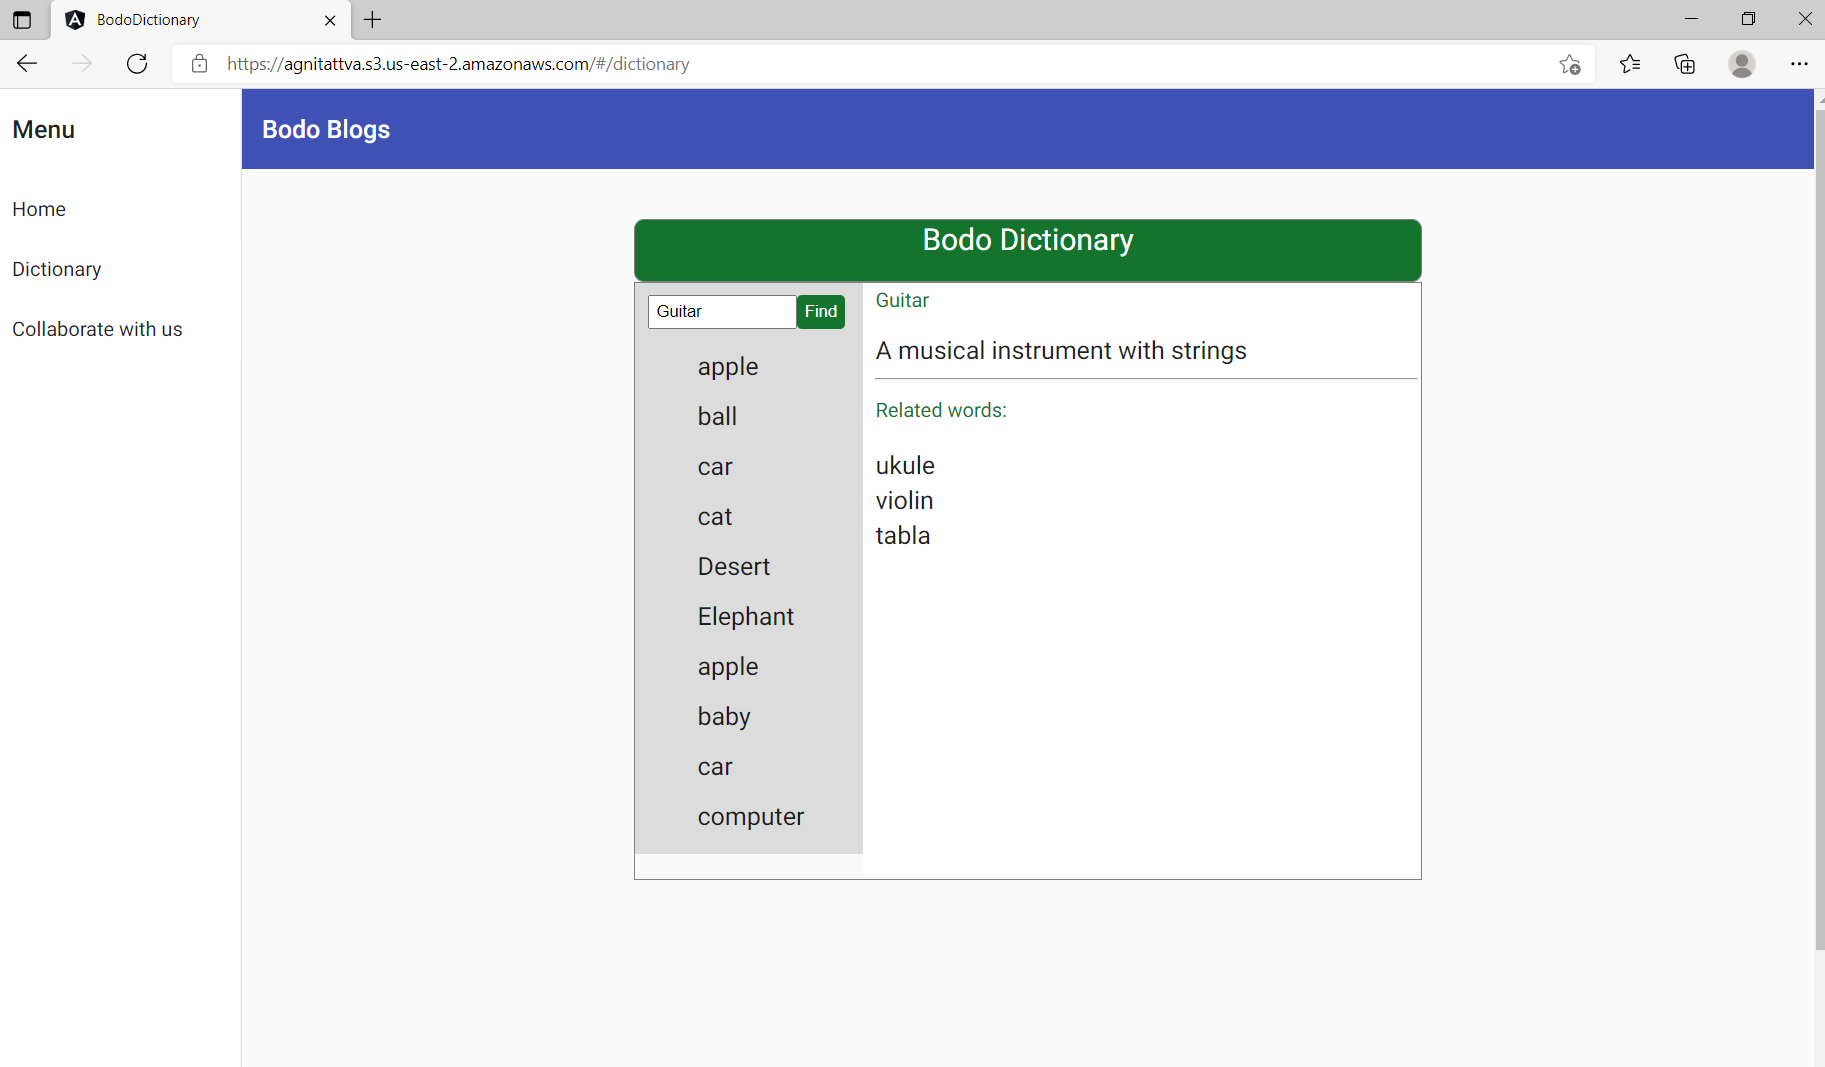 BodoDictionary
https://agnitattva.s3.us-east-2.amazonaws.com/#/dictionary
Menu
Bodo Blogs
Home
Dictionary
Collaborate with us
Bodo Dictionary
Guitar
Find
apple
ball
car
cat
Desert
Elephant
apple
baby
car
computer
Guitar
A musical instrument with strings
Related words:
ukule
violin
tabla